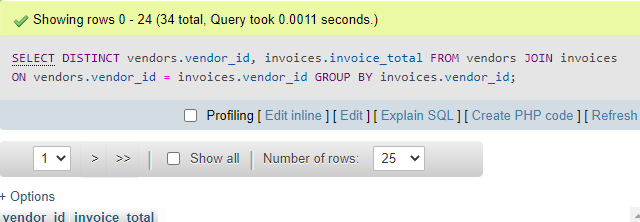 Showing rows 0 - 24 (34 total, Query took 0.0011 seconds.)
SELECT DISTINCT vendors.vendor_id, invoices.invoice_total FROM vendors JOIN invoices
ON vendors.vendor_id = invoices.vendor_id GROUP BY invoices.vendor_id;
Profiling [ Edit inline ] [ Edit ] [ Explain SQL ] [ Create PHP code ] [ Refresh
1 > >> Show all Number of rows: 25
+ Options
vendor_id invoice_total